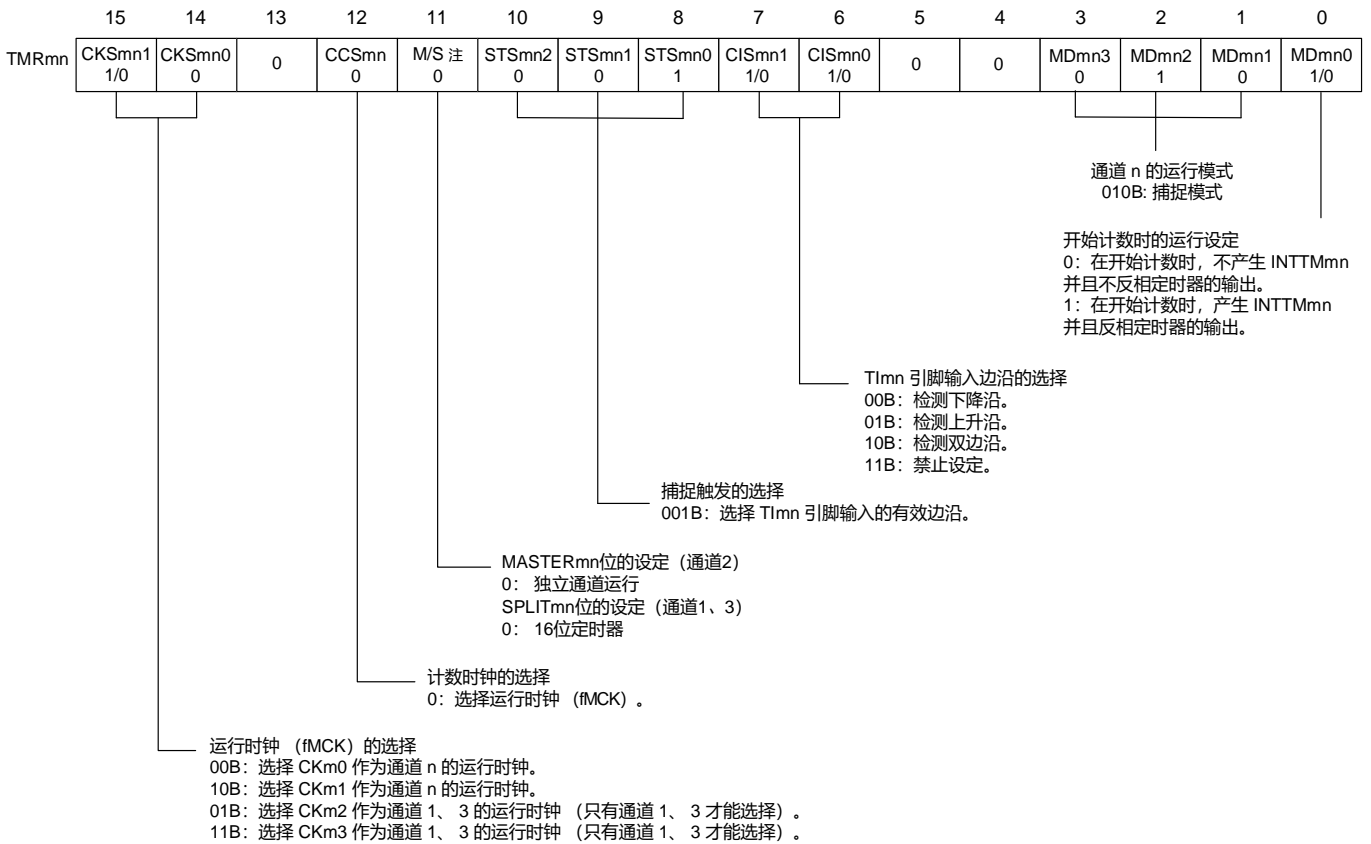 15 14 13 12 11 10 9 8 7 6 5 4 3 2 1 0
TMRmn CKSmn1 CKSmn0 0 CCSmn M/S 注 STSmn2 STSmn1 STSmn0 CISmn1 CISmn0 0 0 MDmn3 MDmn2 MDmn1 MDmn0
1/0 0 0 0 0 0 1 1/0 1/0 0 1 0 1/0
通道 n 的运行模式
010B: 捕捉模式
开始计数时的运行设定
0：在开始计数时，不产生 INTTMmn
并且不反相定时器的输出。
1：在开始计数时，产生 INTTMmn
并且反相定时器的输出。
TImn 引脚输入边沿的选择
00B：检测下降沿。
01B：检测上升沿。
10B：检测双边沿。
11B：禁止设定。
捕捉触发的选择
001B：选择 TImn 引脚输入的有效边沿。
MASTERmn位的设定（通道2）
0： 独立通道运行
SPLITmn位的设定（通道1、3）
0： 16位定时器
计数时钟的选择
0：选择运行时钟 （fMCK）。
运行时钟 （fMCK）的选择
00B：选择 CKm0 作为通道 n 的运行时钟。
10B：选择 CKm1 作为通道 n 的运行时钟。
01B：选择 CKm2 作为通道 1、 3 的运行时钟 （只有通道 1、 3 才能选择）。
11B：选择 CKm3 作为通道 1、 3 的运行时钟 （只有通道 1、 3 才能选择）。